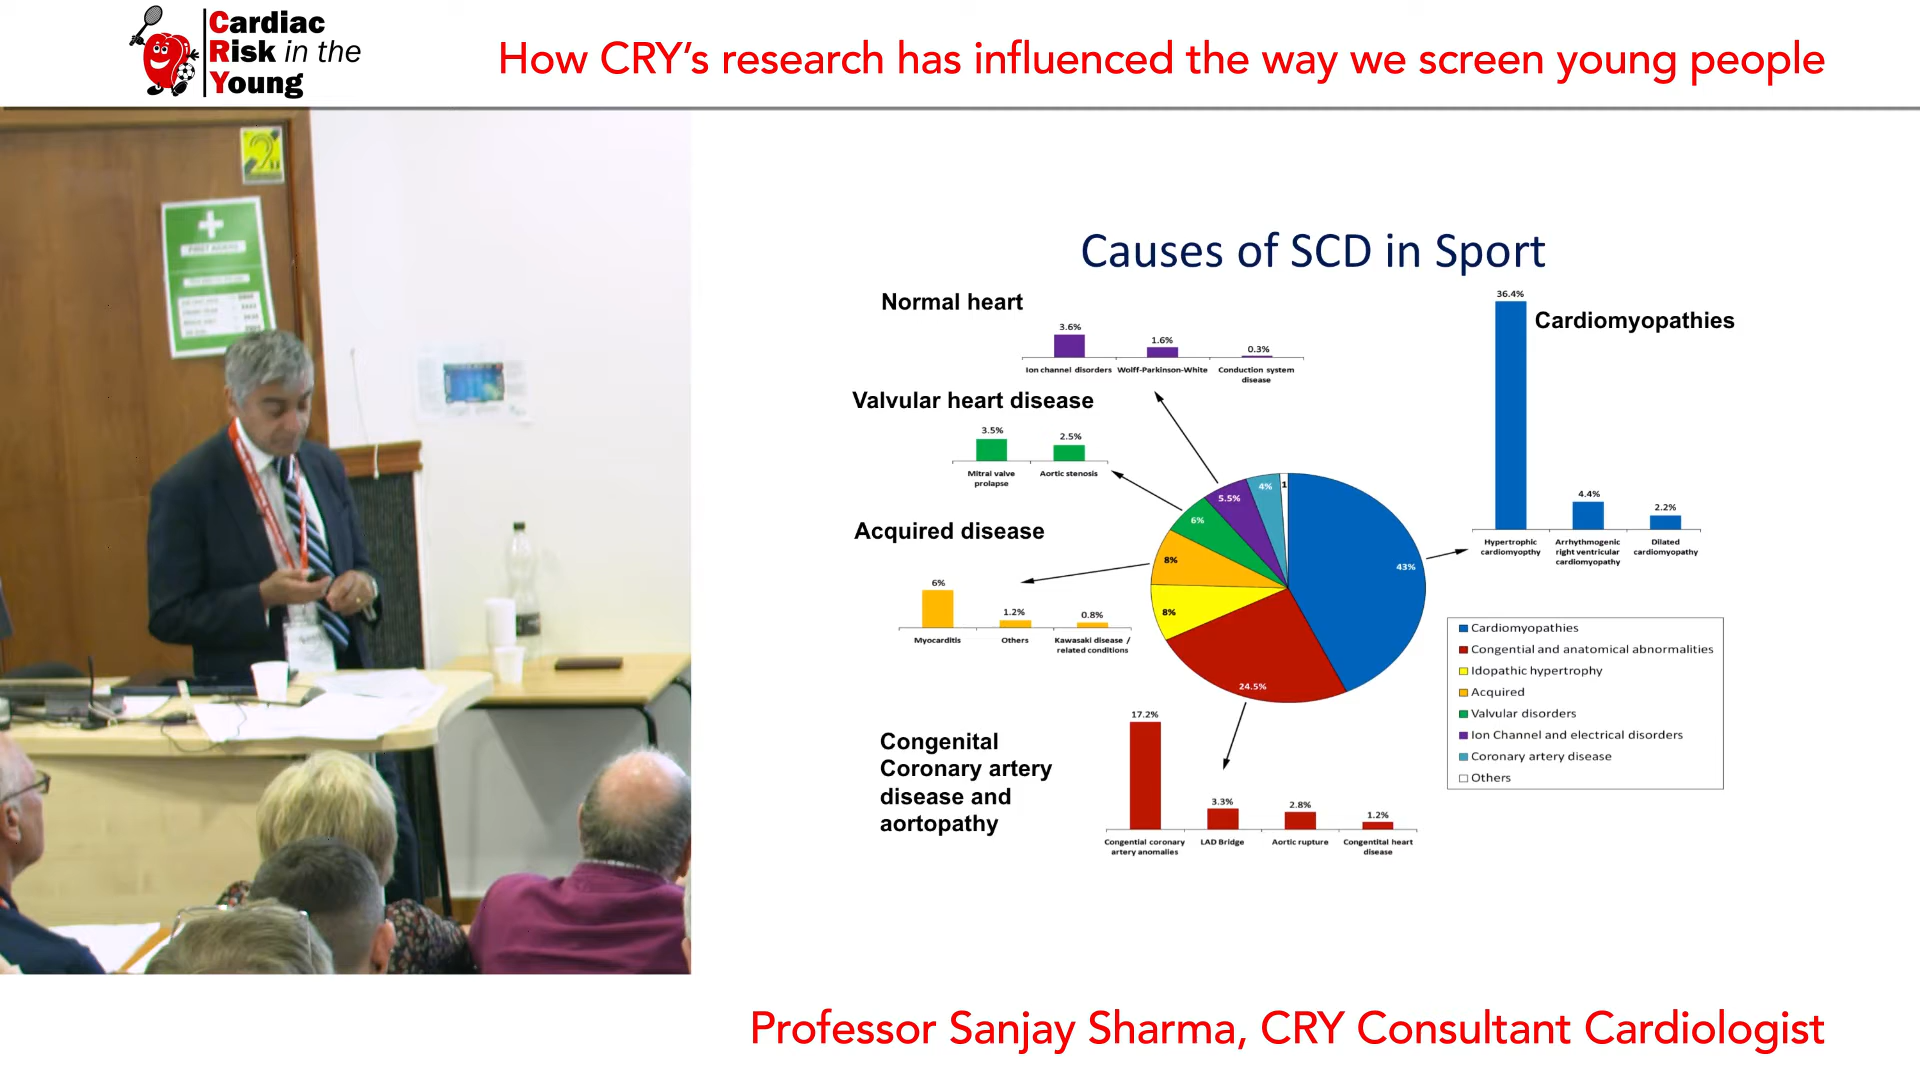 Cardiac
Risk in the
Young
How CRY's research has influenced the way we screen young people
FIRST AIDERS
Causes of SCD in Sport
Normal heart
3.6%
1.6%
0.3%
Ion channel disorders
Wolff-Parkinson-White
Conduction system
disease
Valvular heart disease
3.5%
2.5%
Mitral valve
prolapse
Aortic stenosis
Acquired disease
6%
1.2%
0.8%
Myocarditis
Others
Kawasaki disease /
related conditions
Congenital
Coronary artery
disease and
aortopathy
17.2%
3.3%
2.8%
1.2%
Congential coronary
artery anomalies
LAD Bridge
Aortic rupture
Congentital heart
disease
36.4%
Cardiomyopathies
4.4%
2.2%
Hypertrophic
cardiomyopthy
Arrhythmogenic
right ventricular
cardiomyopathy
Dilated
cardiomyopathy
43%
24.5%
8%
8%
6%
5.5%
4%
1
Cardiomyopathies
Congential and anatomical abnormalities
Idopathic hypertrophy
Acquired
Valvular disorders
Ion Channel and electrical disorders
Coronary artery disease
Others
Professor Sanjay Sharma, CRY Consultant Cardiologist